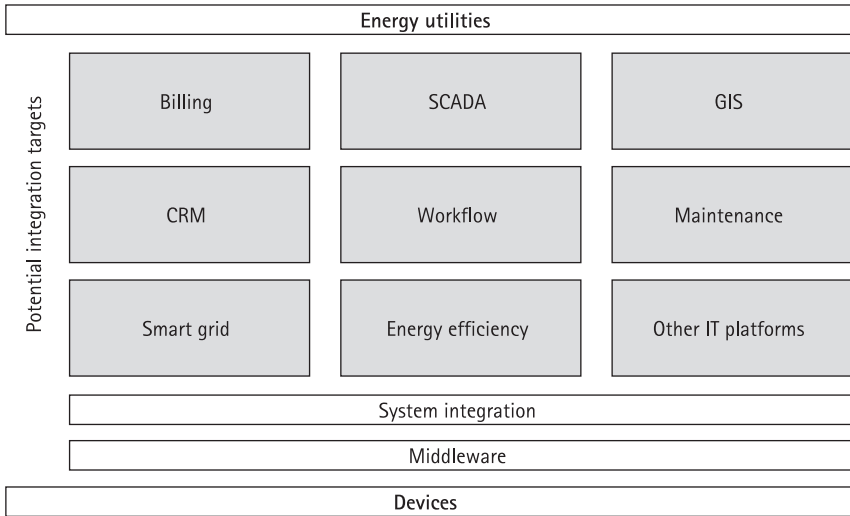 Energy utilities
Potential integration targets
Billing
SCADA
GIS
CRM
Workflow
Maintenance
Smart grid
Energy efficiency
Other IT platforms
System integration
Middleware
Devices